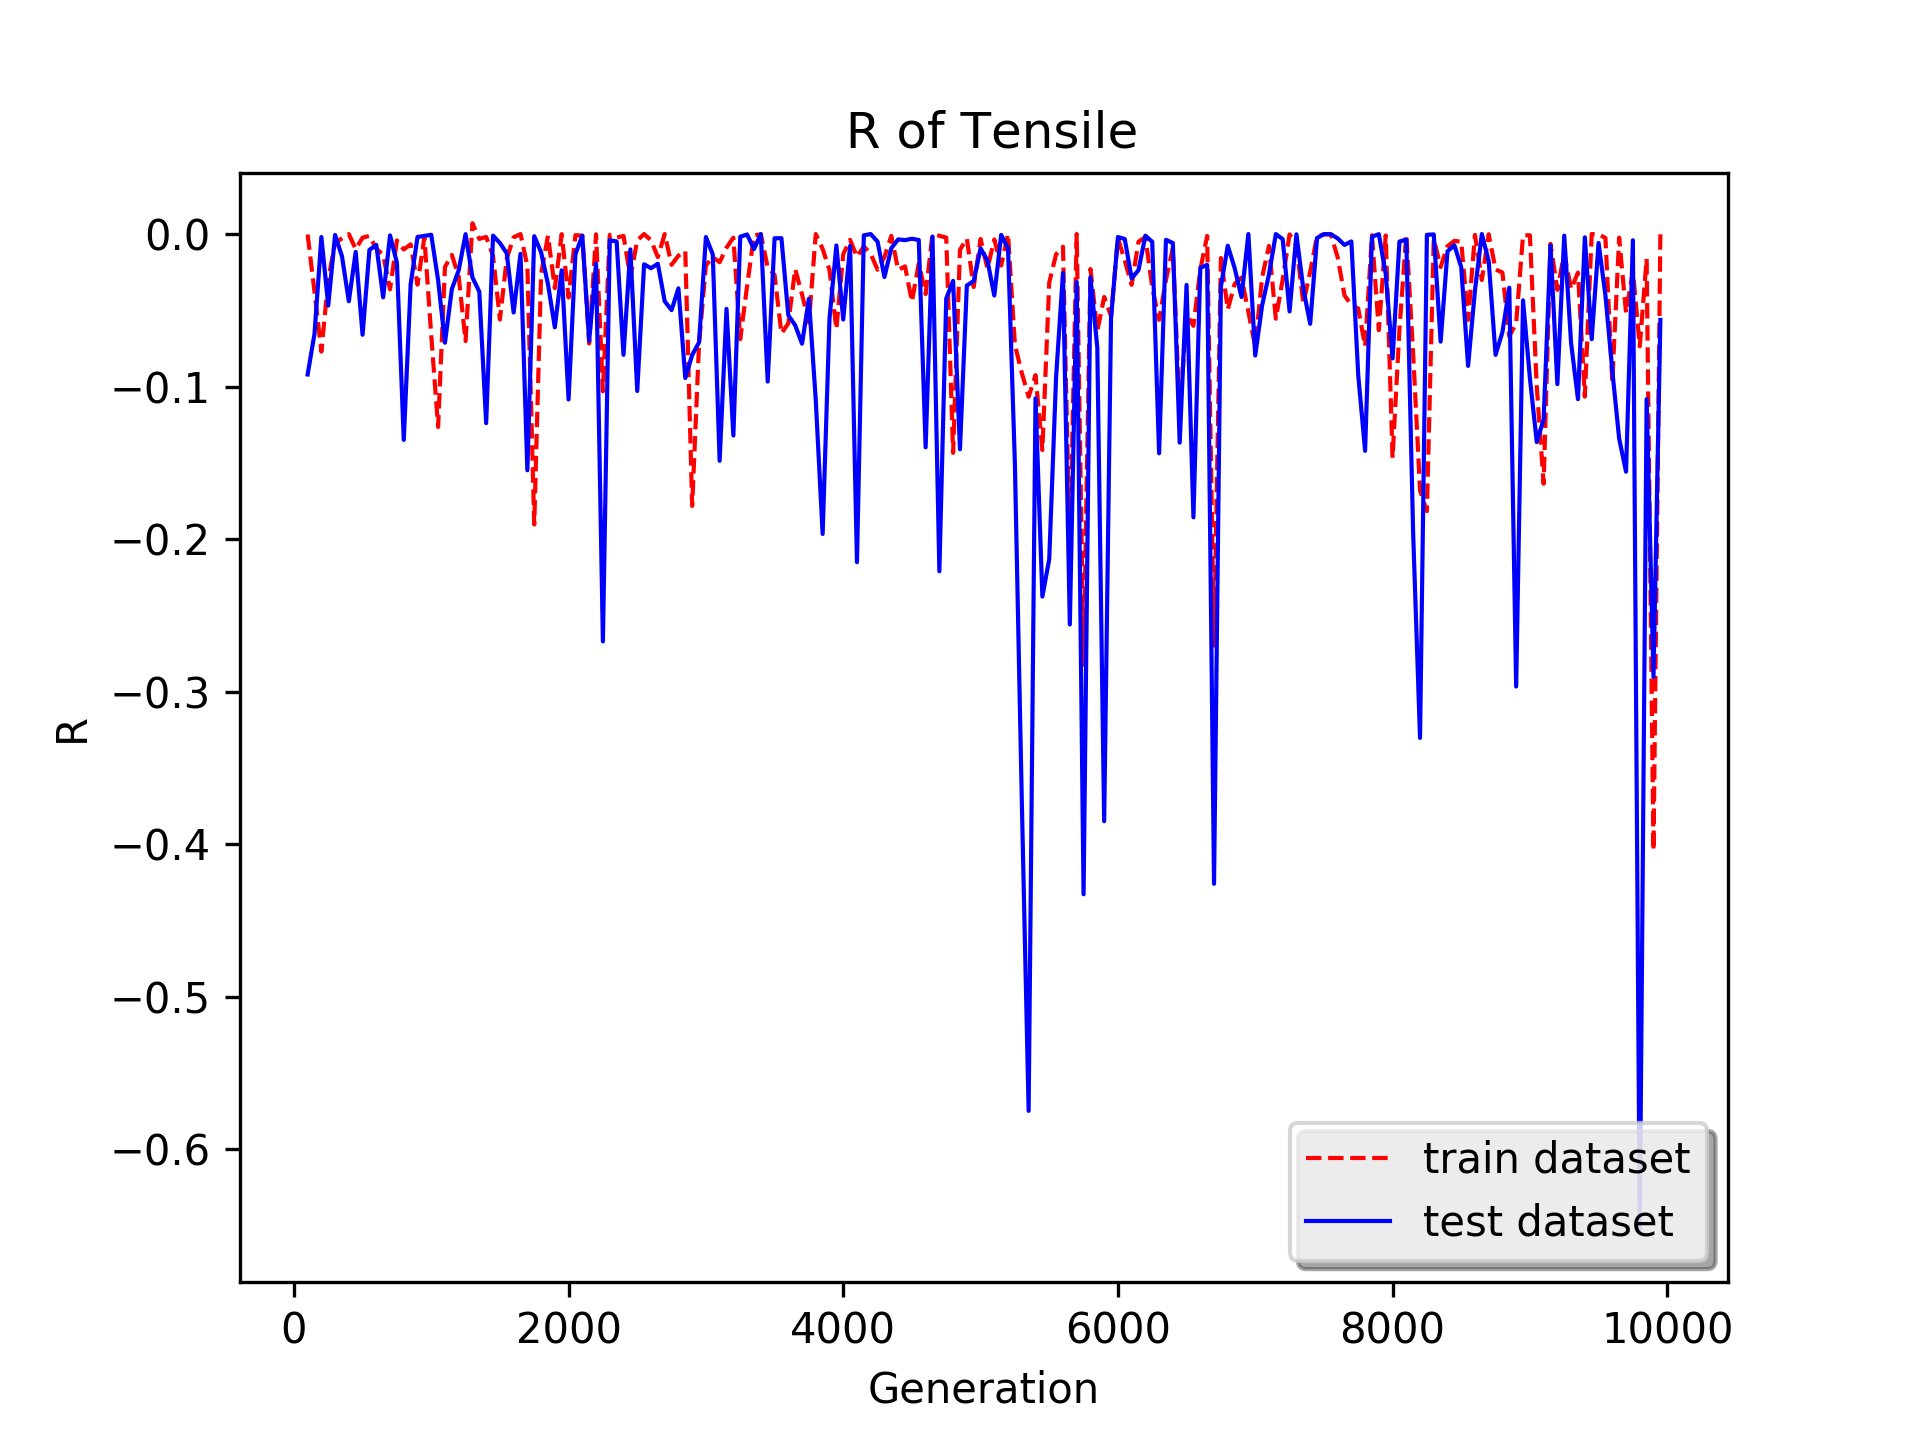 R of Tensile
0.0
−0.1
−0.2
−0.3
−0.4
−0.5
−0.6
R
train dataset
test dataset
0 2000 4000 6000 8000 10000
Generation